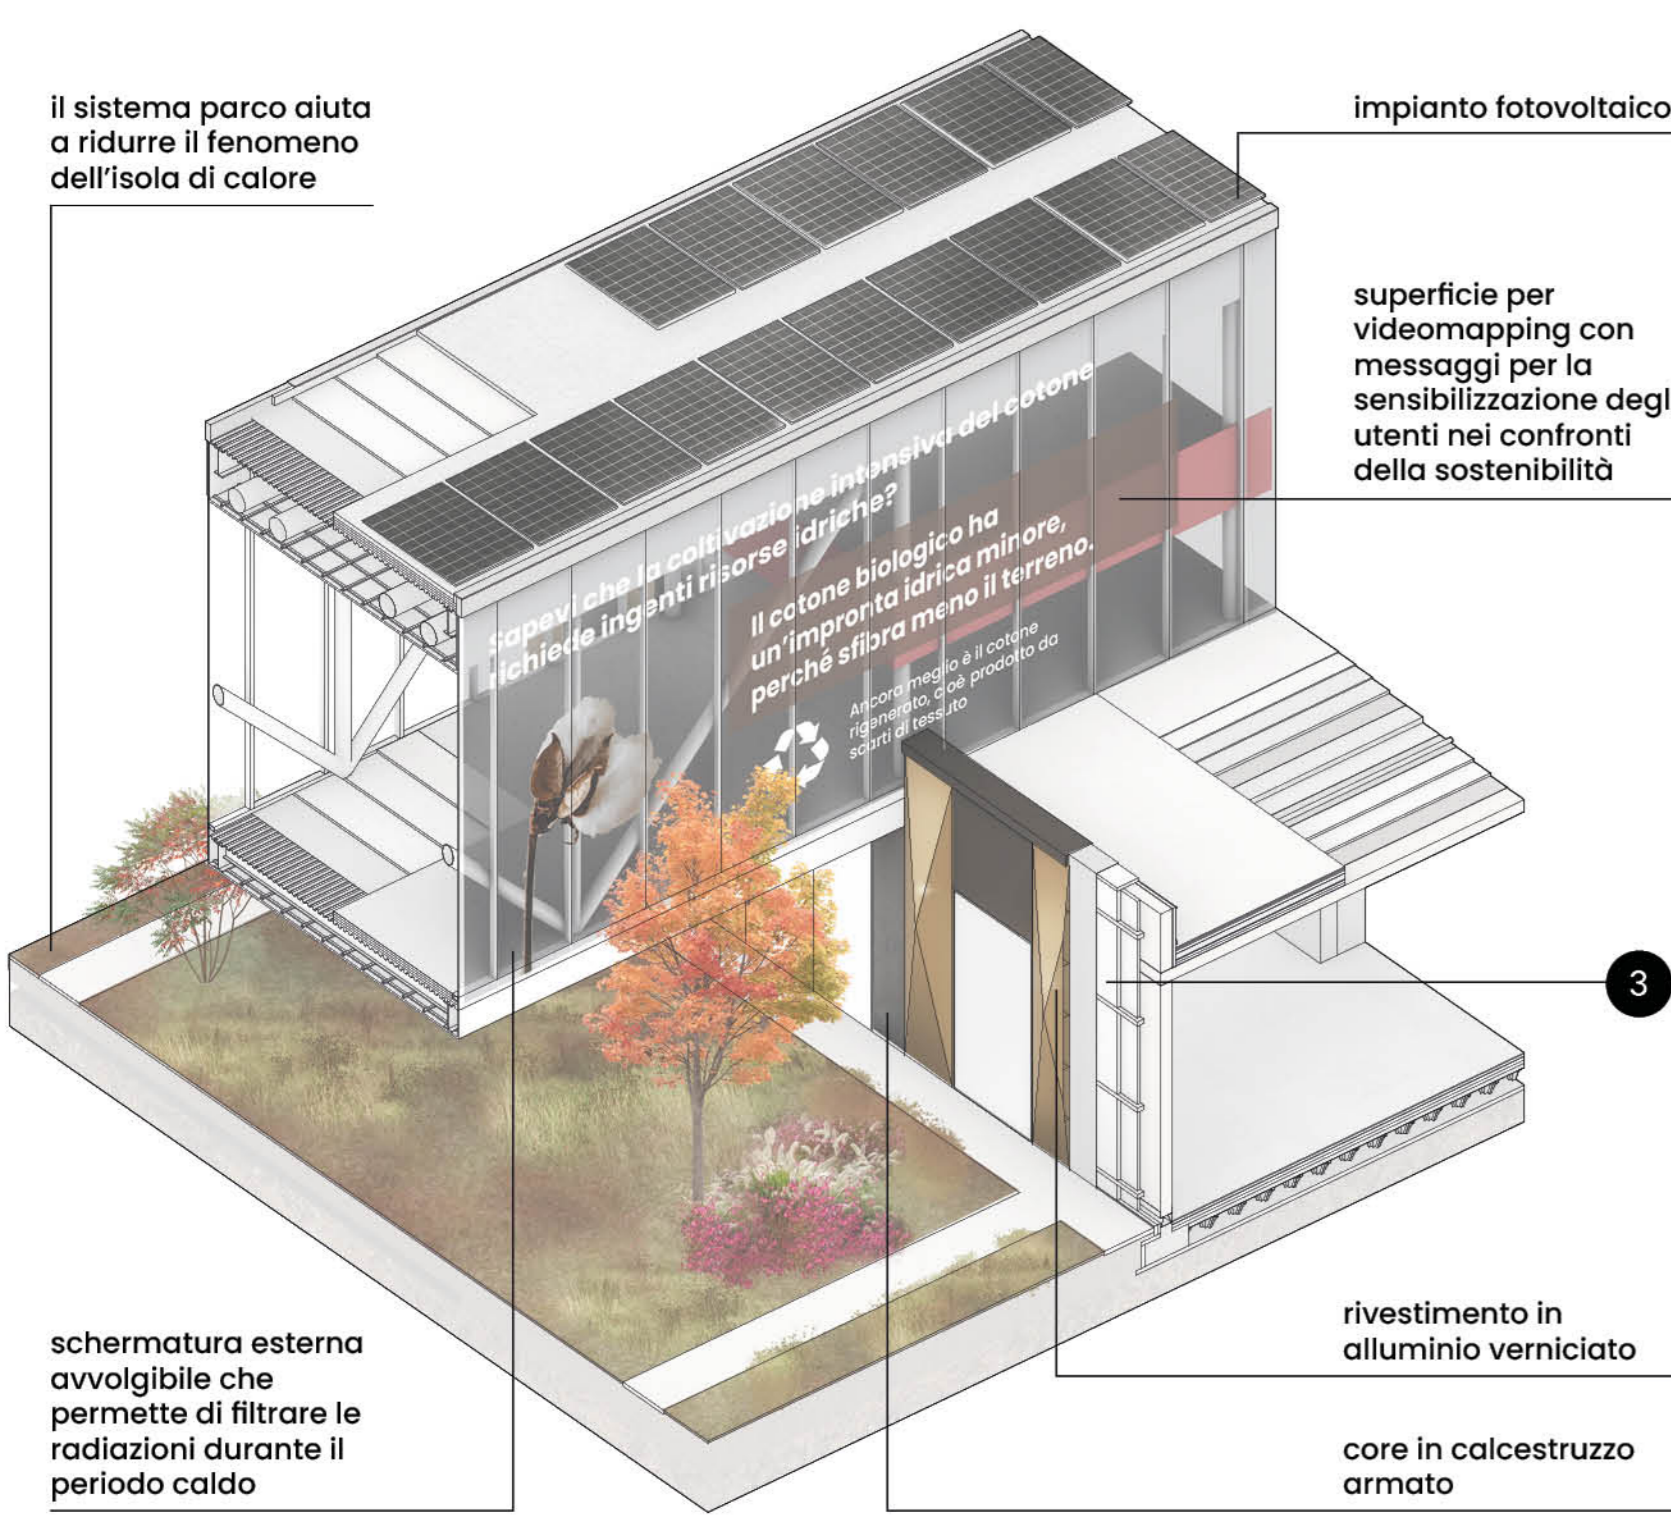 il sistema parco aiuta
a ridurre il fenomeno
dell'isola di calore
impianto fotovoltaico
superficie per
videomapping con
messaggi per la
sensibilizzazione degl
utenti nei confronti
della sostenibilità
Sapevi che la coltivazione intensiva del cotone
richiede ingenti risorse idriche?
Il cotone biologico ha
un'impronta idrica minore,
perché sfibra meno il terreno.
Ancora meglio è il cotone
rigenerato, cioè prodotto da
scarti di tessuto
3
schermatura esterna
avvolgibile che
permette di filtrare le
radiazioni durante il
periodo caldo
rivestimento in
alluminio verniciato
core in calcestruzzo
armato